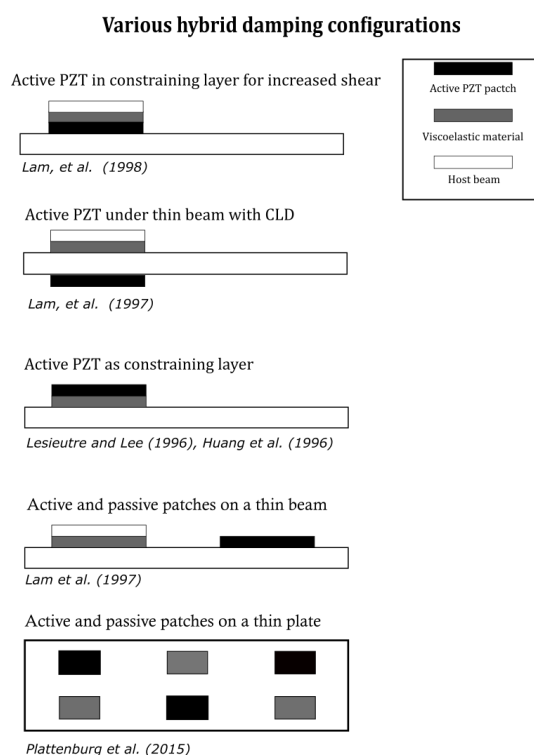 Various hybrid damping configurations
Active PZT in constraining layer for increased shear
Lam, et al. (1998)
Active PZT pactch
Viscoelastic material
Host beam
Active PZT under thin beam with CLD
Lam, et al. (1997)
Active PZT as constraining layer
Lesieutre and Lee (1996), Huang et al. (1996)
Active and passive patches on a thin beam
Lam et al. (1997)
Active and passive patches on a thin plate
Plattenburg et al. (2015)